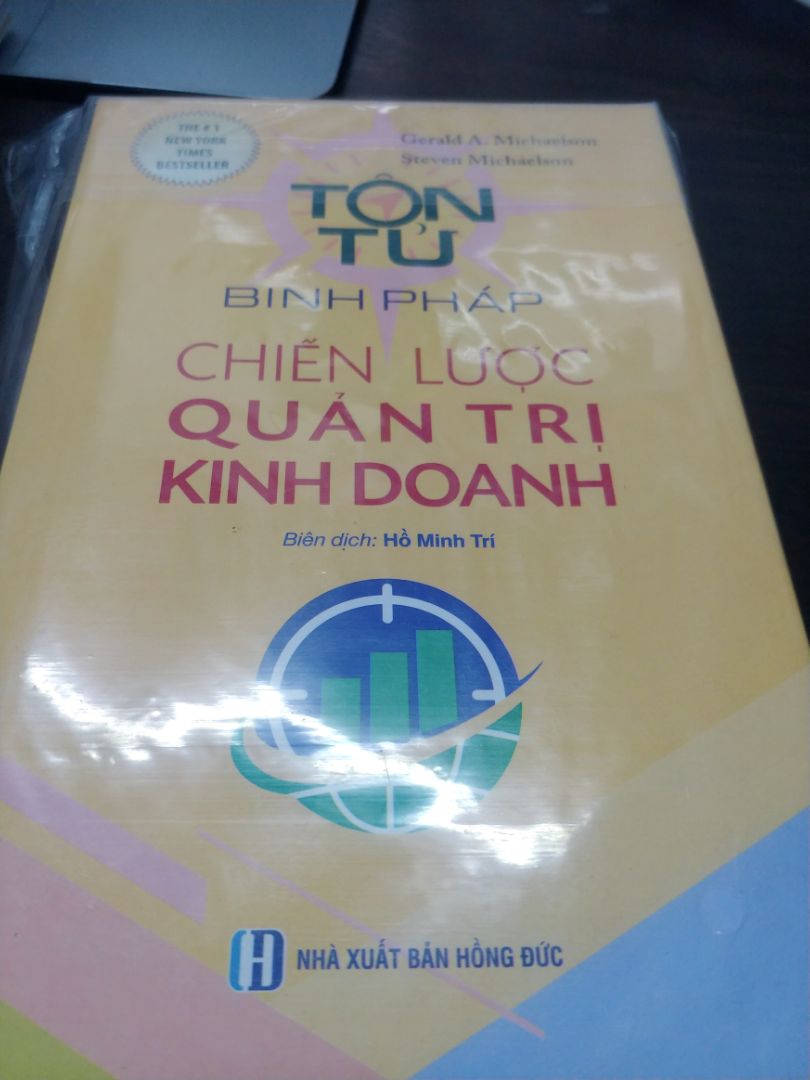 THE # 1
NEW YORK
TIMES
BESTSELLER
Gerald A. Michaelson
Steven Michaelson
TÔN
TỬ
BINH PHÁP
CHIẾN LƯỢC
QUẢN TRỊ
KINH DOANH
Biên dịch: Hồ Minh Trí
NHÀ XUẤT BẢN HỒNG ĐỨC